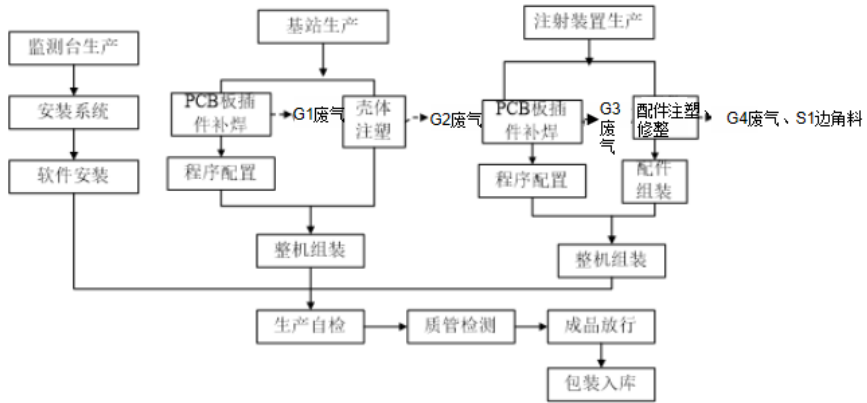 监测台生产
安装系统
软件安装
基站生产
PCB板插
件补焊
G1废气
壳体
注塑
G2废气
程序配置
整机组装
注射装置生产
PCB板插
件补焊
G3
废
气
配件注塑、
修整
G4废气、S1边角料
程序配置
配件
组装
整机组装
生产自检
质管检测
成品放行
包装入库